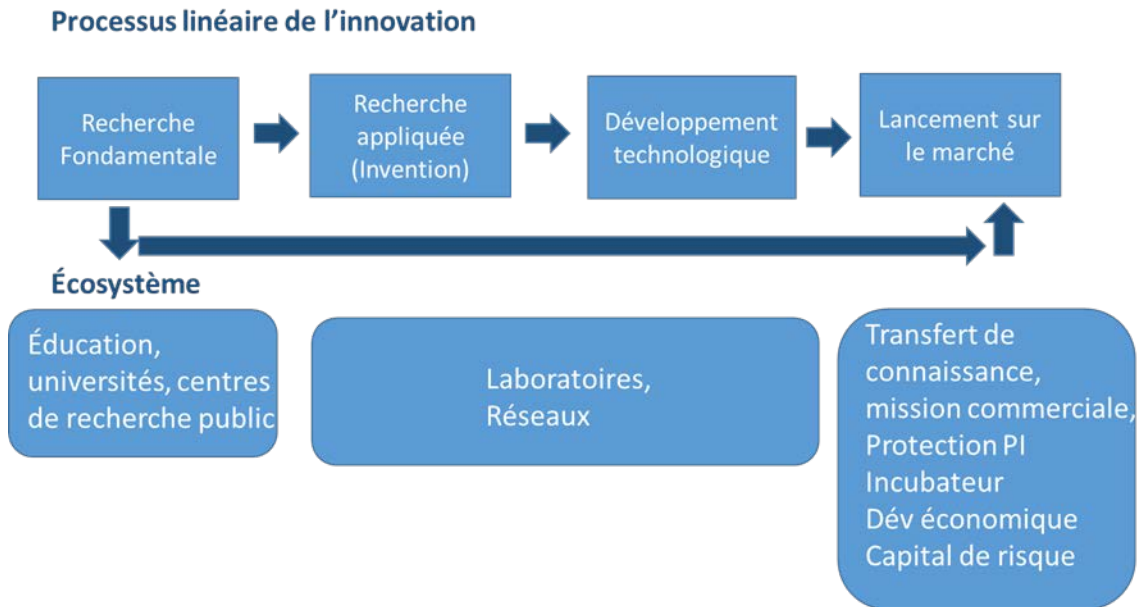 Processus linéaire de l'innovation
Recherche
Fondamentale
Recherche
appliquée
(Invention)
Développement
technologique
Lancement sur
le marché
Écosystème
Éducation,
universités, centres
de recherche public
Laboratoires,
Réseaux
Transfert de
connaissance,
mission commerciale,
Protection PI
Incubateur
Dév économique
Capital de risque